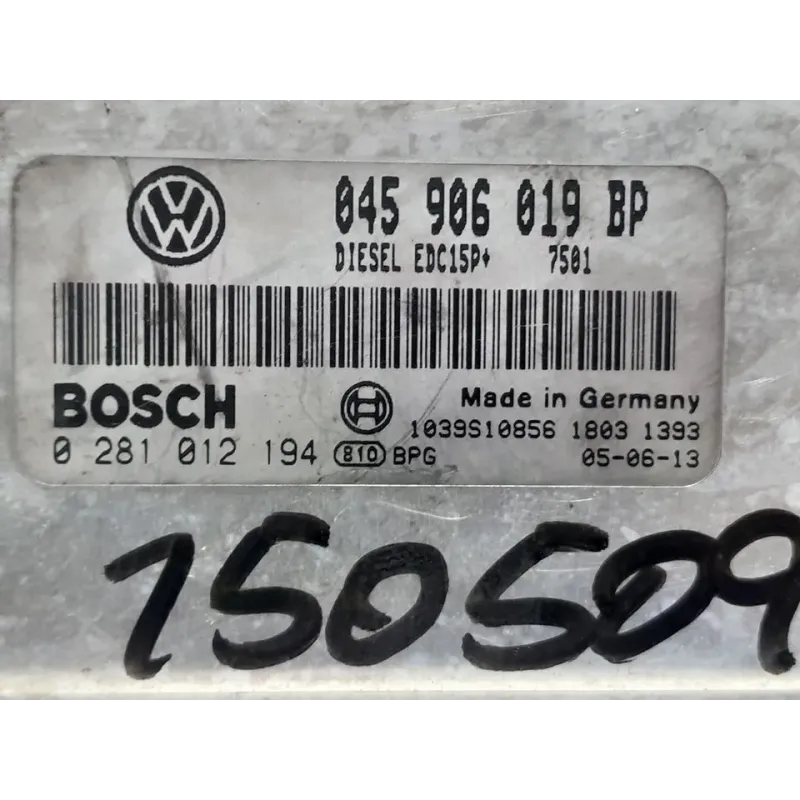 045 906 019 BP
DIESEL EDC15P+ 7501
BOSCH
Made in Germany
1039S10856 1803 1393
0 281 012 194 810 BPG 05-06-13
150509